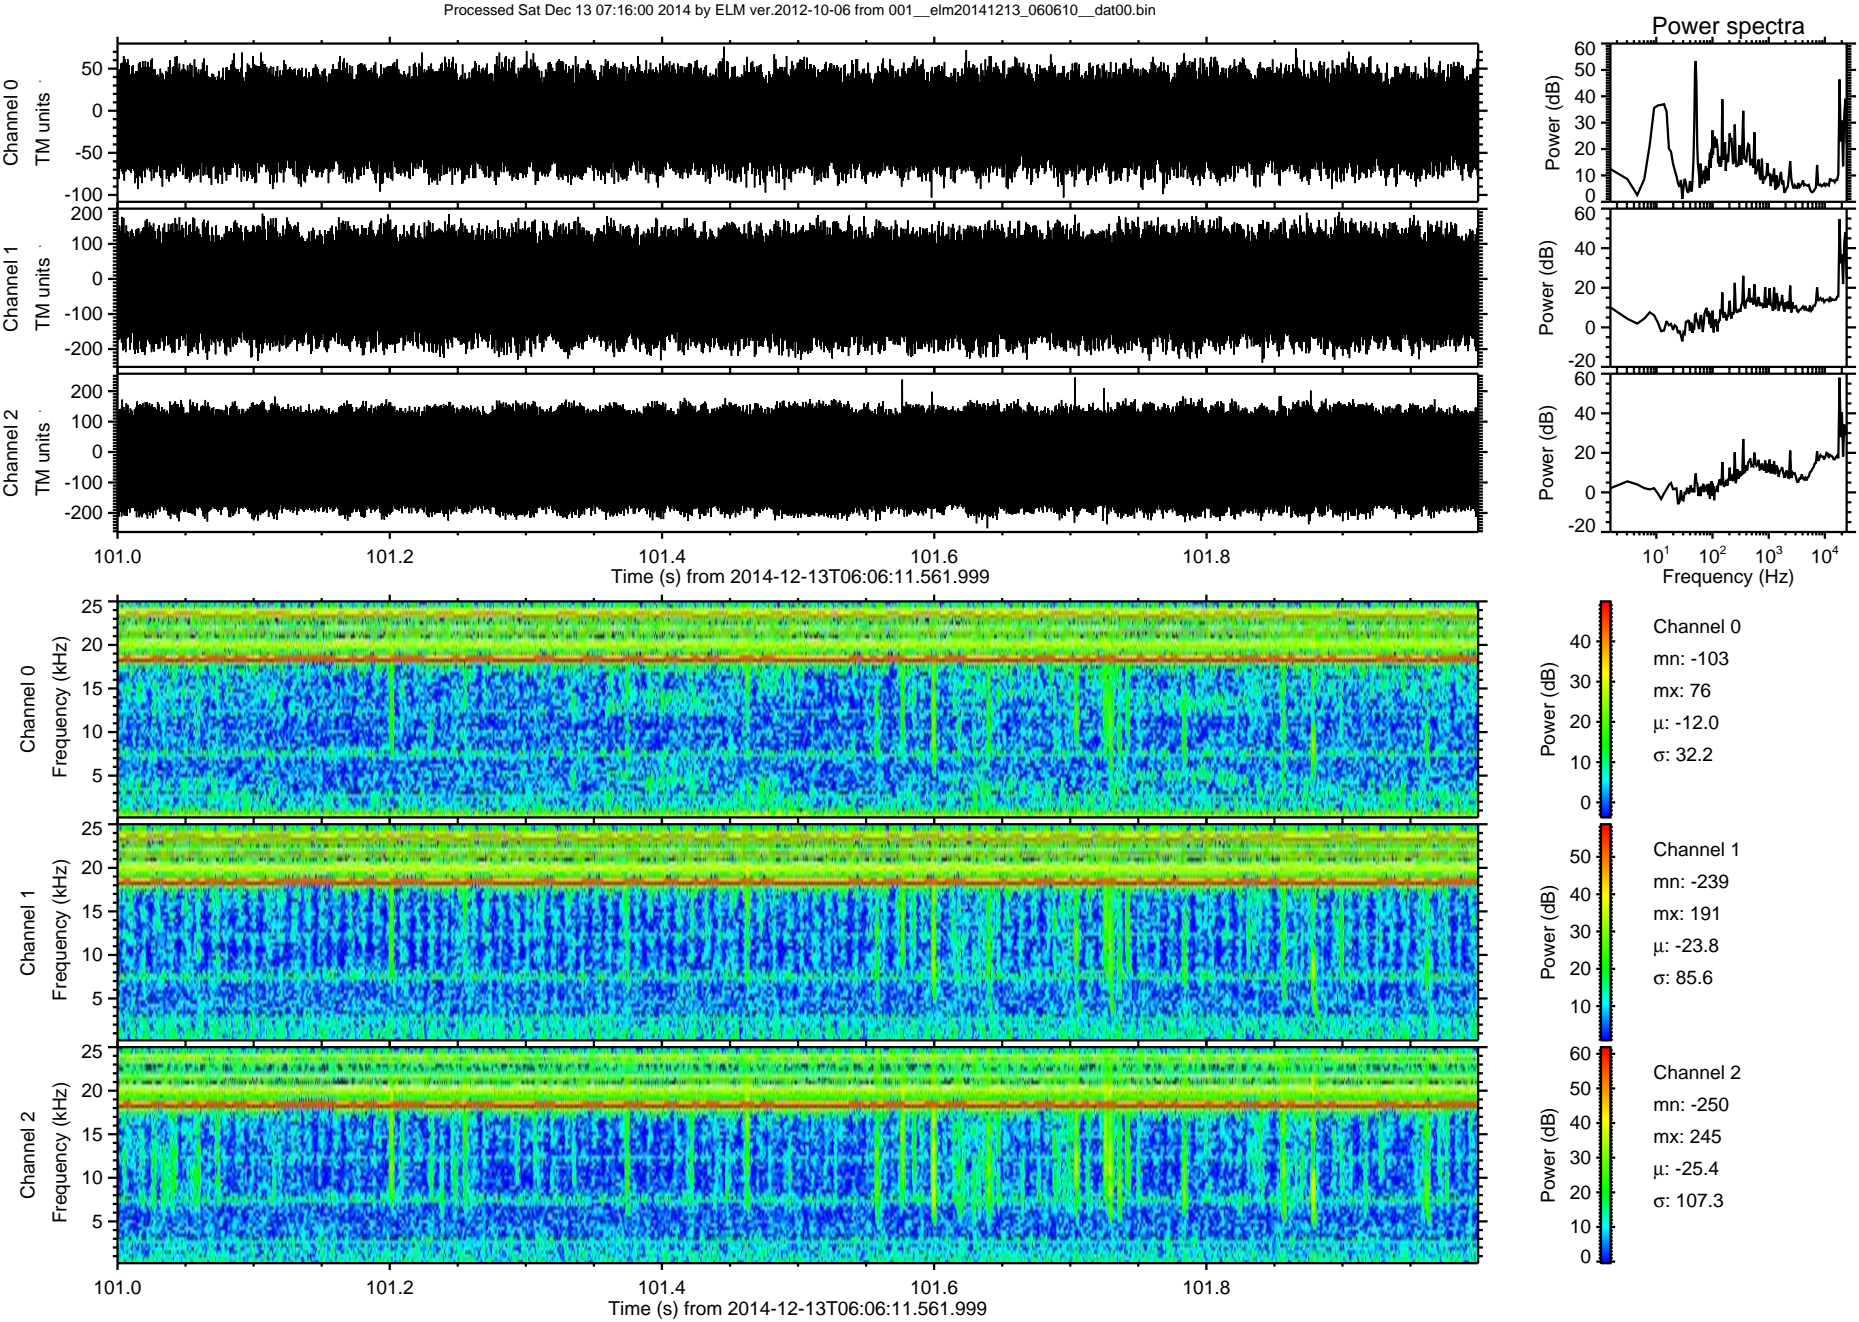 Processed Sat Dec 13 07:16:00 2014 by ELM ver.2012-10-06 from 001__elm20141213_060610__dat00.bin
Power spectra
Channel 0
TM units
50
0
-50
-100
Power (dB)
60
50
40
30
20
10
0
Channel 1
TM units
200
100
0
-100
-200
Power (dB)
60
40
20
0
-20
Channel 2
TM units
200
100
0
-100
-200
Power (dB)
60
40
20
0
-20
101.0 101.2 101.4 101.6 101.8
Time (s) from 2014-12-13T06:06:11.561.999
10¹ 10² 10³ 10⁴
Frequency (Hz)
Channel 0
Frequency (kHz)
25
20
15
10
5
Power (dB)
40
30
20
10
0
Channel 0
mn: -103
mx: 76
μ: -12.0
σ: 32.2
Channel 1
Frequency (kHz)
25
20
15
10
5
Power (dB)
50
40
30
20
10
Channel 1
mn: -239
mx: 191
μ: -23.8
σ: 85.6
Channel 2
Frequency (kHz)
25
20
15
10
5
Power (dB)
60
50
40
30
20
10
0
Channel 2
mn: -250
mx: 245
μ: -25.4
σ: 107.3
101.0 101.2 101.4 101.6 101.8
Time (s) from 2014-12-13T06:06:11.561.999